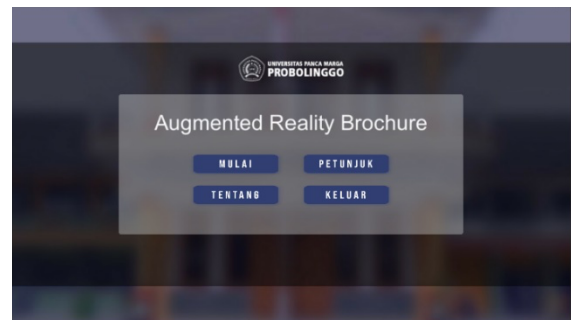 UNIVERSITAS PANCA MARGA
PROBOLINGGO
Augmented Reality Brochure
MULAI PETUNJUK
TENTANG KELUAR